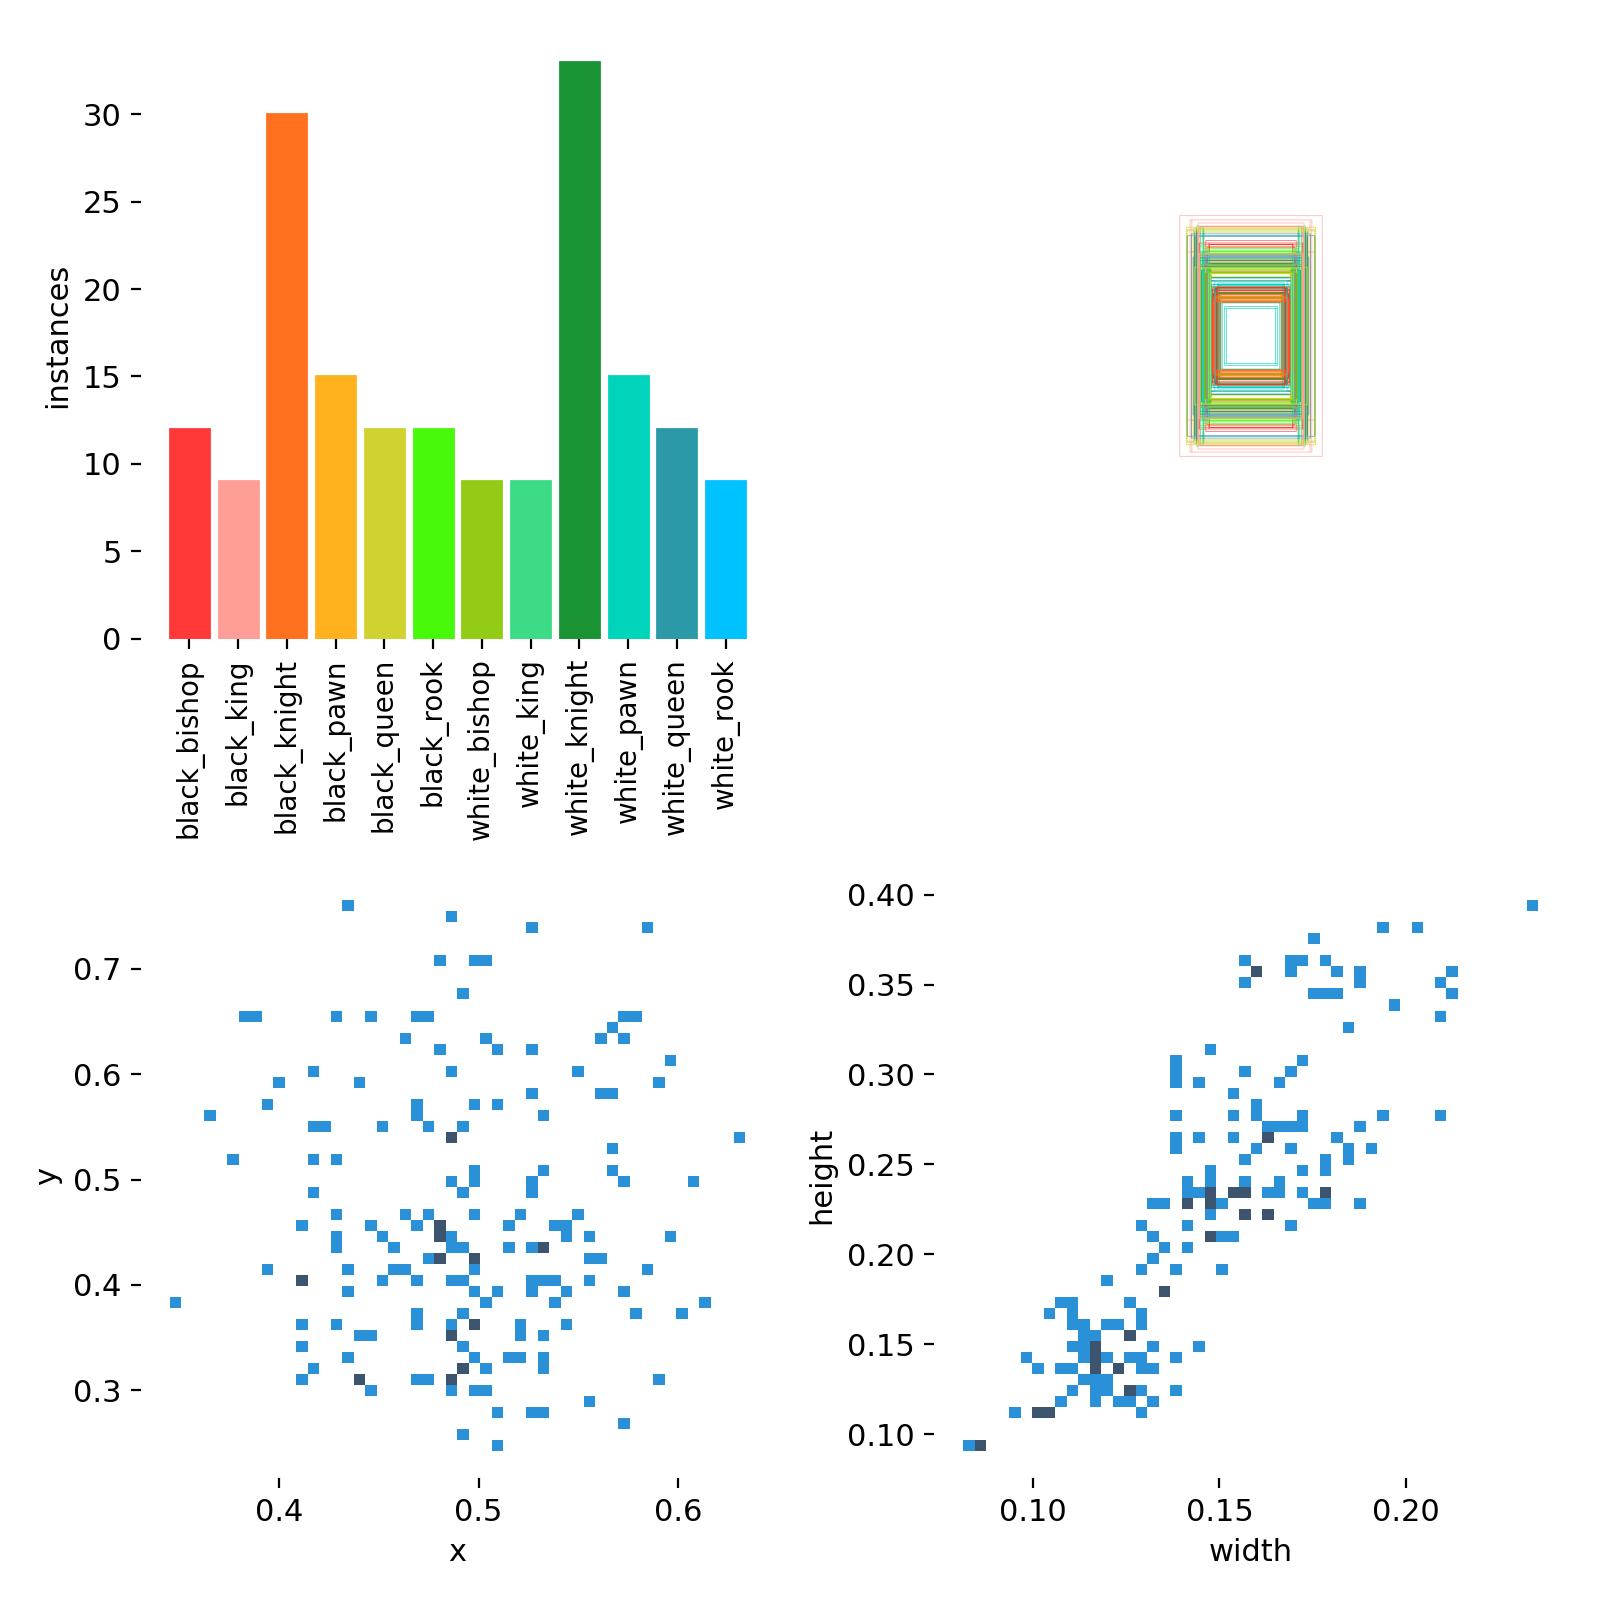 30
25
20
15
10
5
0
instances
black_bishop
black_king
black_knight
black_pawn
black_queen
black_rook
white_bishop
white_king
white_knight
white_pawn
white_queen
white_rook
0.7
0.6
0.5
0.4
0.3
y
0.4 0.5 0.6
x
0.40
0.35
0.30
0.25
0.20
0.15
0.10
height
0.10 0.15 0.20
width